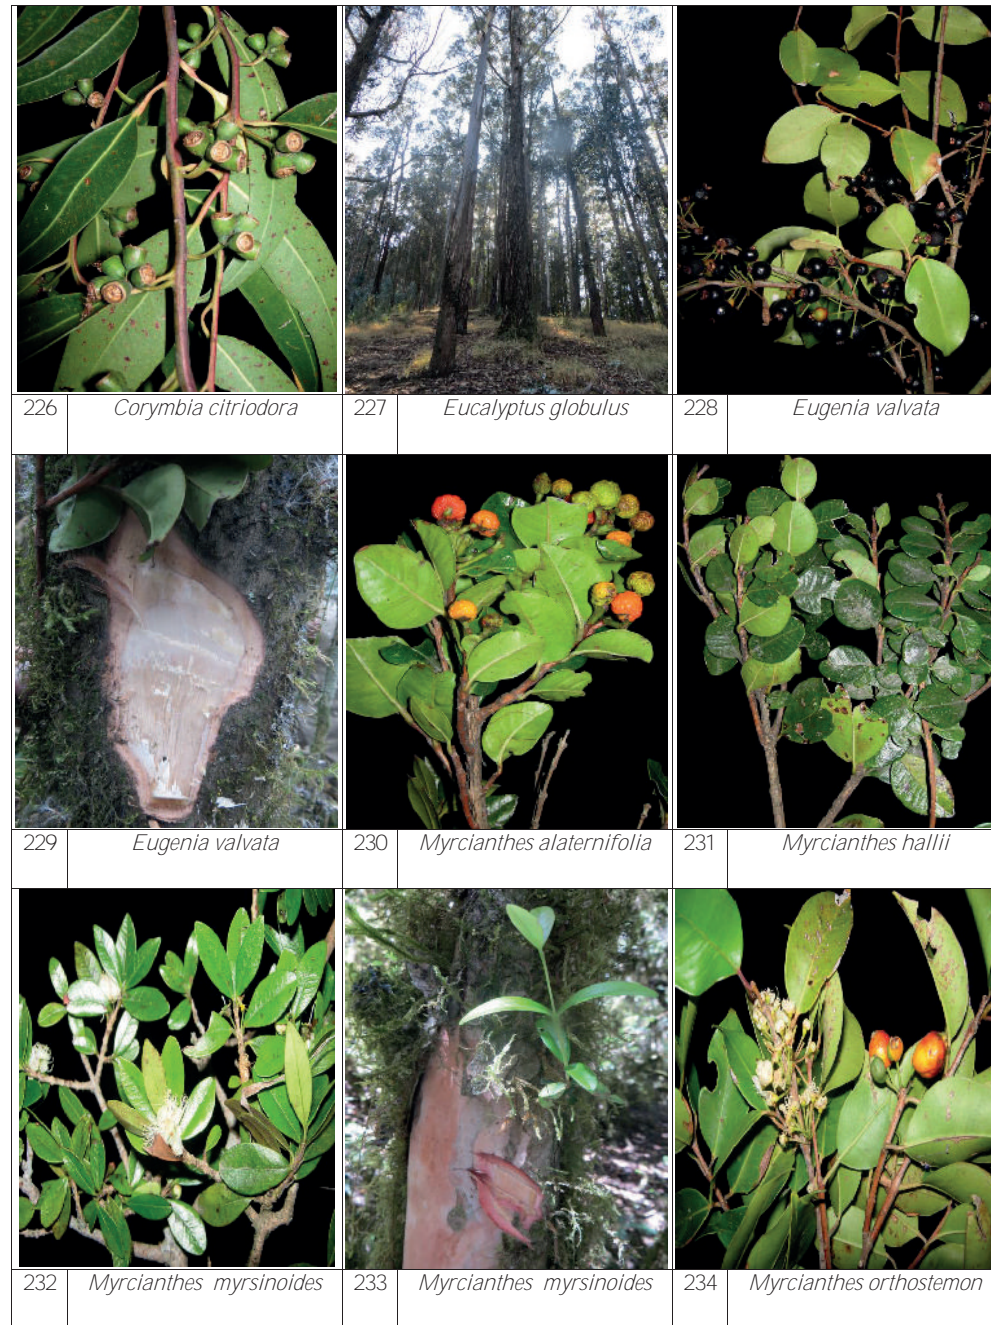 226 Corymbia citriodora 227 Eucalyptus globulus 228 Eugenia valvata
229 Eugenia valvata 230 Myrcianthes alaternifolia 231 Myrcianthes hallii
232 Myrcianthes myrsinoides 233 Myrcianthes myrsinoides 234 Myrcianthes orthostemon